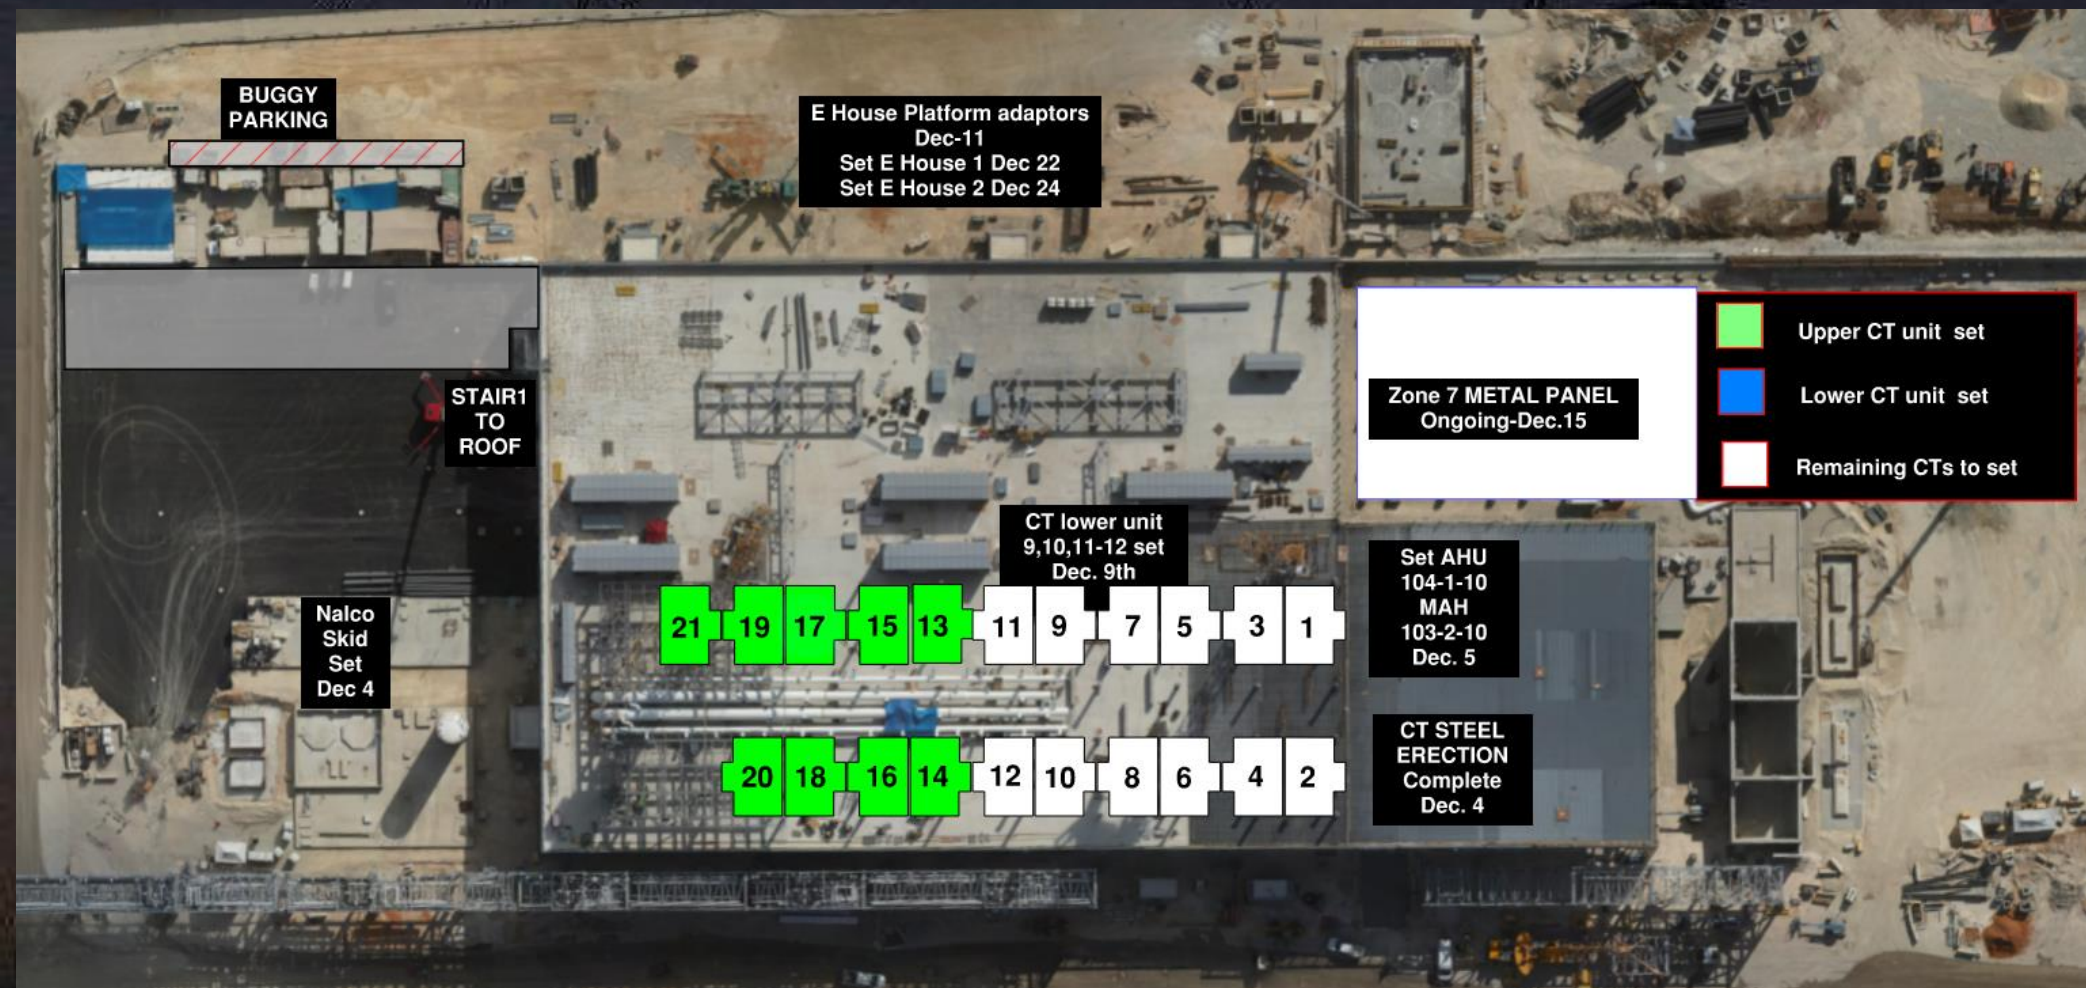 BUGGY
PARKING
E House Platform adaptors
Dec-11
Set E House 1 Dec 22
Set E House 2 Dec 24
STAIR1
TO
ROOF
Zone 7 METAL PANEL
Ongoing-Dec.15
Upper CT unit set
Lower CT unit set
Remaining CTs to set
CT lower unit
9,10,11-12 set
Dec. 9th
Set AHU
104-1-10
MAH
103-2-10
Dec. 5
Nalco
Skid
Set
Dec 4
21 19 17 15 13 11 9 7 5 3 1
20 18 16 14 12 10 8 6 4 2
CT STEEL
ERECTION
Complete
Dec. 4